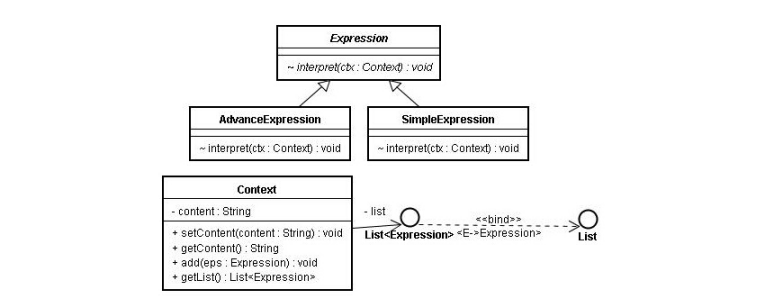 Expression
~ interpret(ctx : Context) : void
AdvanceExpression
~ interpret(ctx : Context) : void
SimpleExpression
~ interpret(ctx : Context) : void
Context
- content : String
+ setContent(content : String) : void
+ getContent() : String
+ add(eps : Expression) : void
+ getList() : List<Expression>
- list
List<Expression>
<<bind>>
<E->Expression>
List